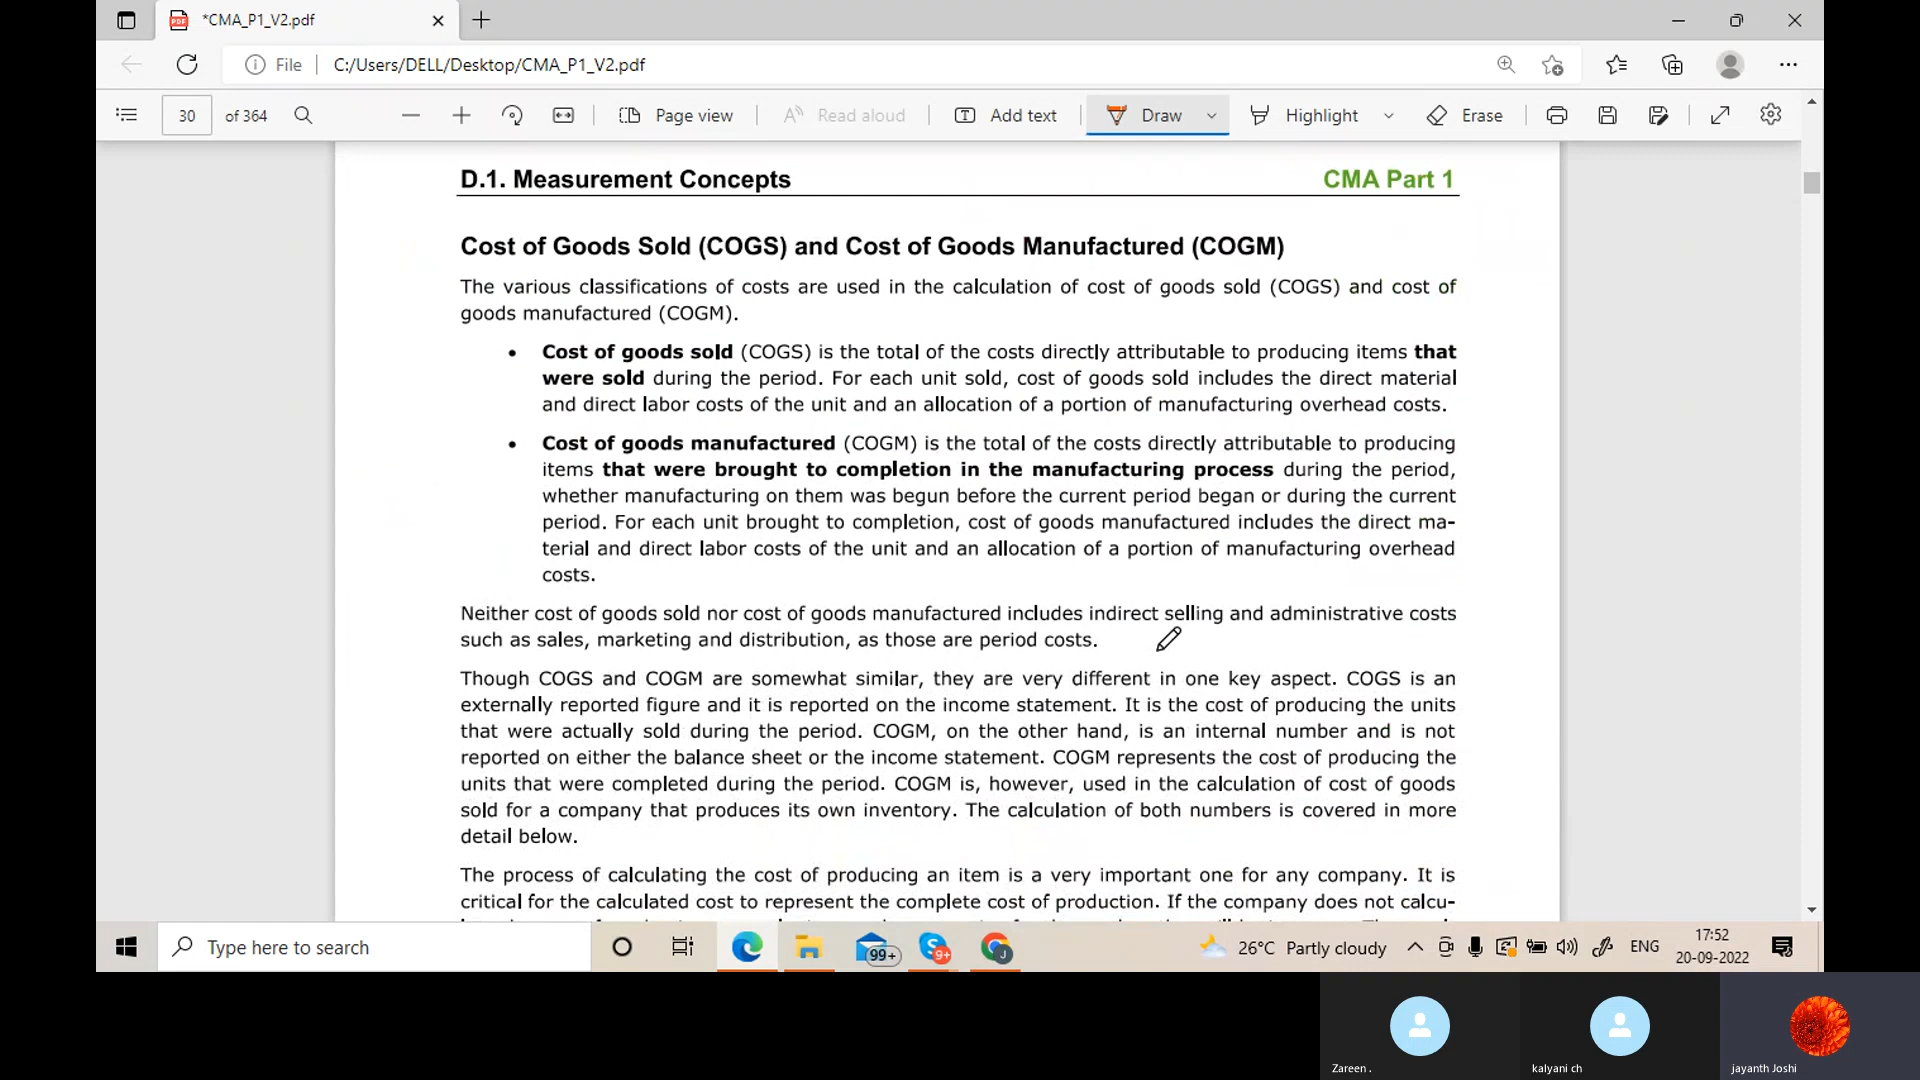 *CMA_P1_V2.pdf
File
C:/Users/DELL/Desktop/CMA_P1_V2.pdf
30 of 364
Page view
Read aloud
Add text
Draw
Highlight
Erase
D.1. Measurement Concepts CMA Part 1
Cost of Goods Sold (COGS) and Cost of Goods Manufactured (COGM)
The various classifications of costs are used in the calculation of cost of goods sold (COGS) and cost of
goods manufactured (COGM).
• Cost of goods sold (COGS) is the total of the costs directly attributable to producing items that
were sold during the period. For each unit sold, cost of goods sold includes the direct material
and direct labor costs of the unit and an allocation of a portion of manufacturing overhead costs.
• Cost of goods manufactured (COGM) is the total of the costs directly attributable to producing
items that were brought to completion in the manufacturing process during the period,
whether manufacturing on them was begun before the current period began or during the current
period. For each unit brought to completion, cost of goods manufactured includes the direct ma-
terial and direct labor costs of the unit and an allocation of a portion of manufacturing overhead
costs.
Neither cost of goods sold nor cost of goods manufactured includes indirect selling and administrative costs
such as sales, marketing and distribution, as those are period costs.
Though COGS and COGM are somewhat similar, they are very different in one key aspect. COGS is an
externally reported figure and it is reported on the income statement. It is the cost of producing the units
that were actually sold during the period. COGM, on the other hand, is an internal number and is not
reported on either the balance sheet or the income statement. COGM represents the cost of producing the
units that were completed during the period. COGM is, however, used in the calculation of cost of goods
sold for a company that produces its own inventory. The calculation of both numbers is covered in more
detail below.
The process of calculating the cost of producing an item is a very important one for any company. It is
critical for the calculated cost to represent the complete cost of production. If the company does not calcu-
Type here to search
99+
9+
J
26°C Partly cloudy
ENG
17:52
20-09-2022
Zareen .
kalyani ch
jayanth Joshi